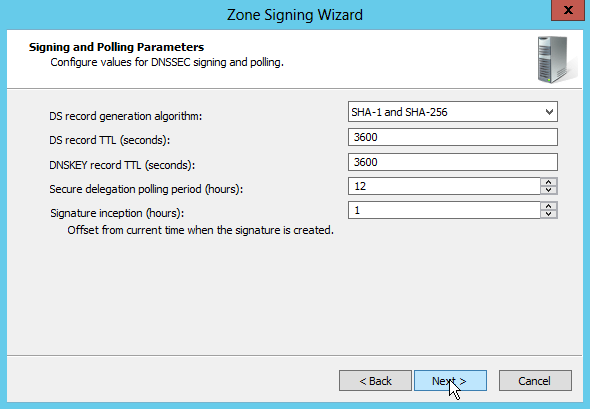 Zone Signing Wizard
x
Signing and Polling Parameters
Configure values for DNSSEC signing and polling.
DS record generation algorithm: SHA-1 and SHA-256
DS record TTL (seconds): 3600
DNSKEY record TTL (seconds): 3600
Secure delegation polling period (hours): 12
Signature inception (hours): 1
Offset from current time when the signature is created.
< Back Next > Cancel